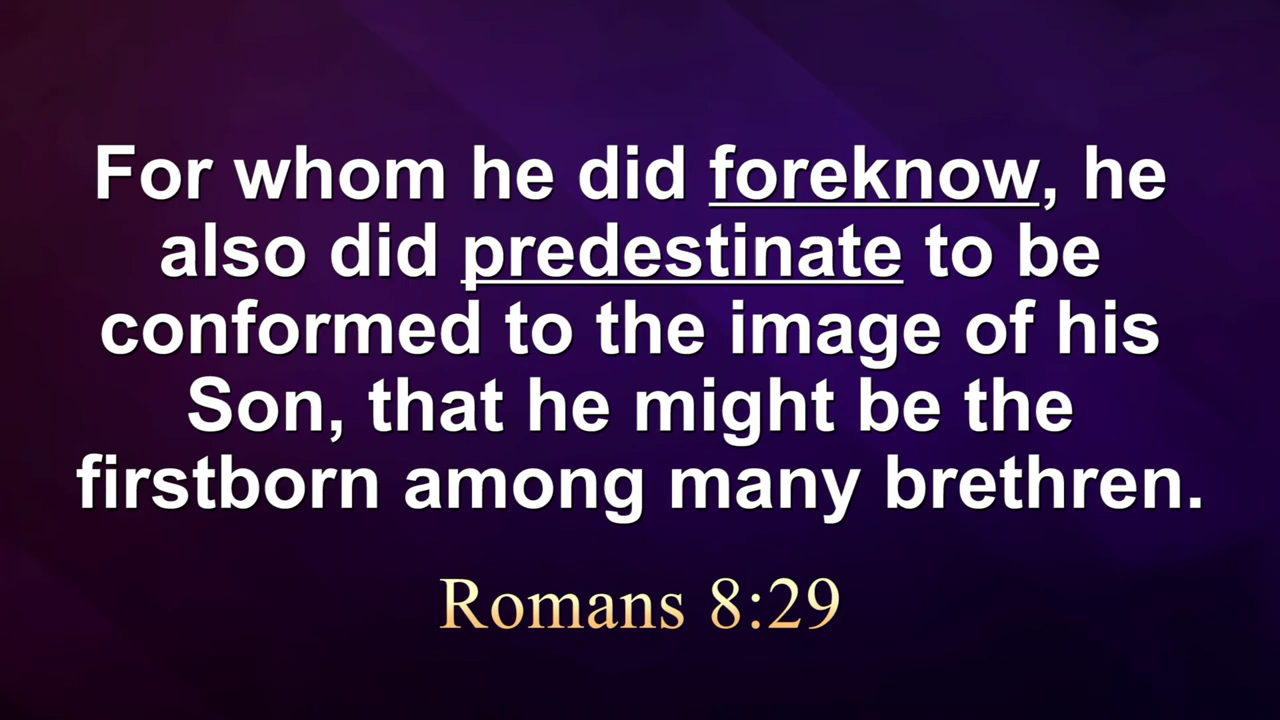 For whom he did foreknow, he
also did predestinate to be
conformed to the image of his
Son, that he might be the
firstborn among many brethren.
Romans 8:29